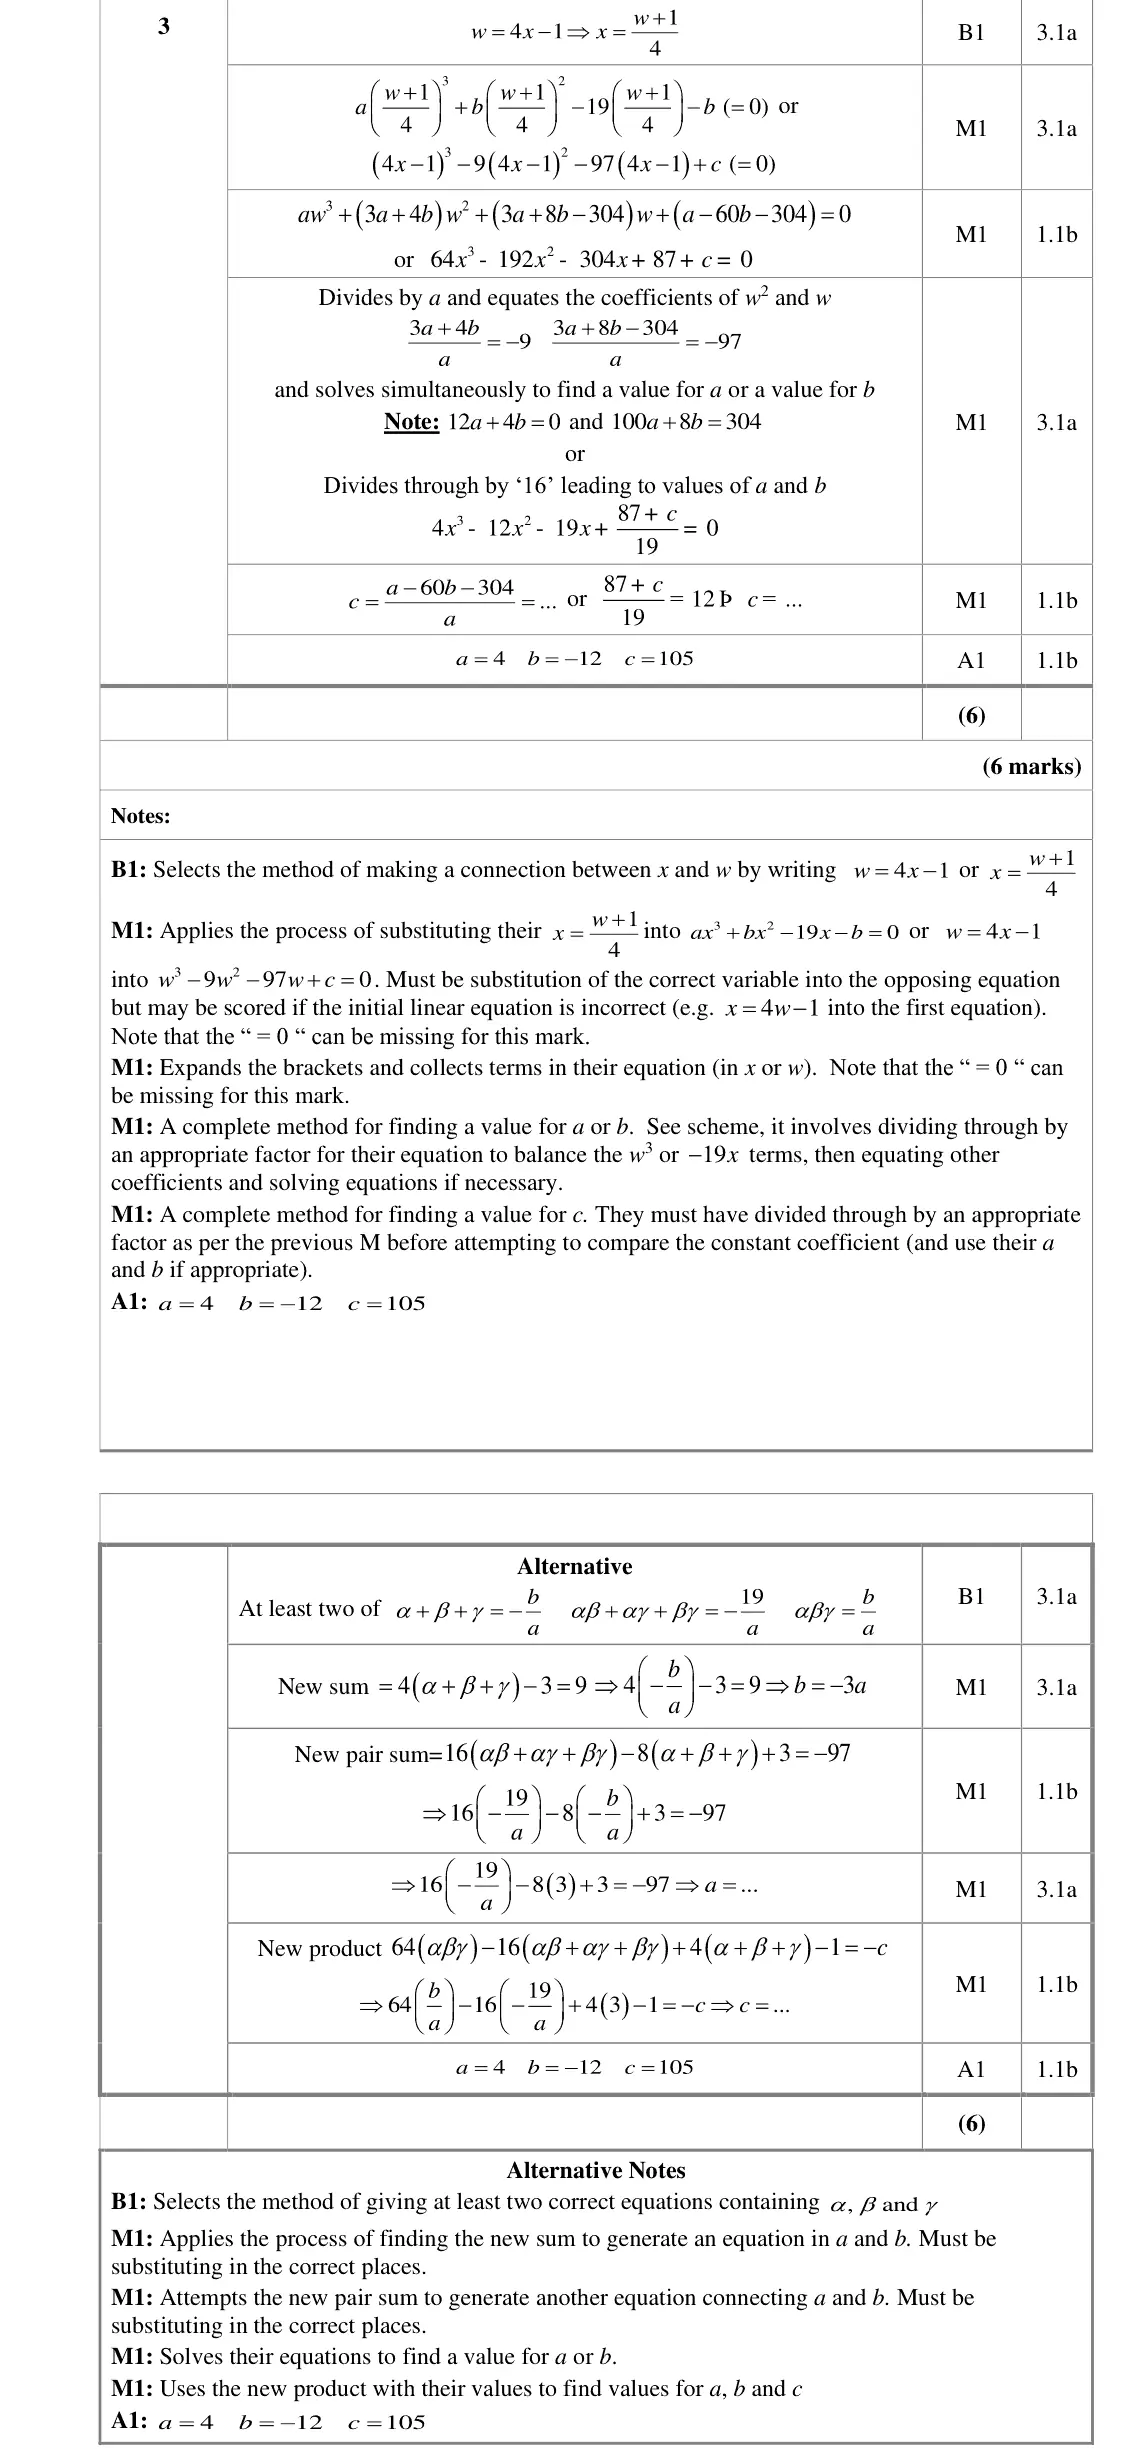 3
w = 4x − 1 ⇒ x = (w+1)/4 B1 3.1a
a((w+1)/4)³ + b((w+1)/4)² − 19((w+1)/4) − b (= 0) or
(4x−1)³ − 9(4x−1)² − 97(4x−1) + c (= 0)
M1 3.1a
aw³ + (3a+4b)w² + (3a+8b−304)w + (a−60b−304) = 0
or 64x³ - 192x² - 304x + 87 + c = 0
M1 1.1b
Divides by a and equates the coefficients of w² and w
(3a+4b)/a = −9 (3a+8b−304)/a = −97
and solves simultaneously to find a value for a or a value for b
Note: 12a + 4b = 0 and 100a + 8b = 304
or
Divides through by ‘16’ leading to values of a and b
4x³ - 12x² - 19x + (87 + c)/19 = 0
M1 3.1a
c = (a−60b−304)/a = ... or (87 + c)/19 = 12 Þ c = ... M1 1.1b
a = 4 b = −12 c = 105 A1 1.1b
(6)
(6 marks)
Notes:
B1: Selects the method of making a connection between x and w by writing w = 4x − 1 or x = (w+1)/4
M1: Applies the process of substituting their x = (w+1)/4 into ax³ + bx² − 19x − b = 0 or w = 4x − 1
into w³ − 9w² − 97w + c = 0. Must be substitution of the correct variable into the opposing equation
but may be scored if the initial linear equation is incorrect (e.g. x = 4w − 1 into the first equation).
Note that the “ = 0 “ can be missing for this mark.
M1: Expands the brackets and collects terms in their equation (in x or w). Note that the “ = 0 “ can
be missing for this mark.
M1: A complete method for finding a value for a or b. See scheme, it involves dividing through by
an appropriate factor for their equation to balance the w³ or −19x terms, then equating other
coefficients and solving equations if necessary.
M1: A complete method for finding a value for c. They must have divided through by an appropriate
factor as per the previous M before attempting to compare the constant coefficient (and use their a
and b if appropriate).
A1: a = 4 b = −12 c = 105
Alternative
At least two of α + β + γ = −b/a αβ + αγ + βγ = −19/a αβγ = b/a
B1 3.1a
New sum = 4(α + β + γ) − 3 = 9 ⇒ 4(−b/a) − 3 = 9 ⇒ b = −3a M1 3.1a
New pair sum= 16(αβ + αγ + βγ) − 8(α + β + γ) + 3 = −97
⇒ 16(−19/a) − 8(−b/a) + 3 = −97
M1 1.1b
⇒ 16(−19/a) − 8(3) + 3 = −97 ⇒ a = ... M1 3.1a
New product 64(αβγ) − 16(αβ + αγ + βγ) + 4(α + β + γ) − 1 = −c
⇒ 64(b/a) − 16(−19/a) + 4(3) − 1 = −c ⇒ c = ...
M1 1.1b
a = 4 b = −12 c = 105 A1 1.1b
(6)
Alternative Notes
B1: Selects the method of giving at least two correct equations containing α, β and γ
M1: Applies the process of finding the new sum to generate an equation in a and b. Must be
substituting in the correct places.
M1: Attempts the new pair sum to generate another equation connecting a and b. Must be
substituting in the correct places.
M1: Solves their equations to find a value for a or b.
M1: Uses the new product with their values to find values for a, b and c
A1: a = 4 b = −12 c = 105